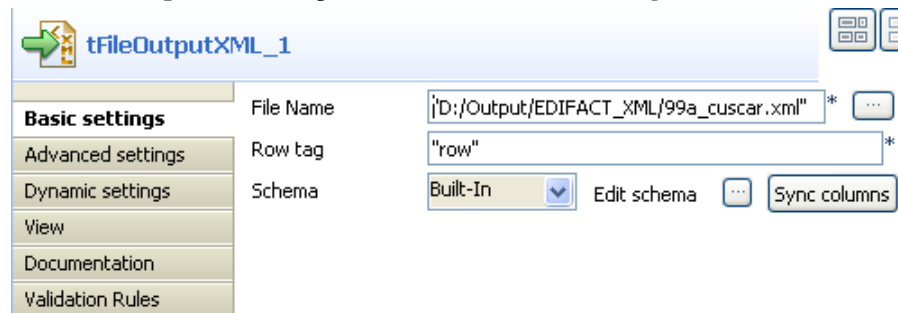 tFileOutputXML_1
Basic settings
File Name
"D:/Output/EDIFACT_XML/99a_cuscar.xml" * ...
Advanced settings
Row tag
"row" *
Dynamic settings
Schema
Built-In
Edit schema ... Sync columns
View
Documentation
Validation Rules